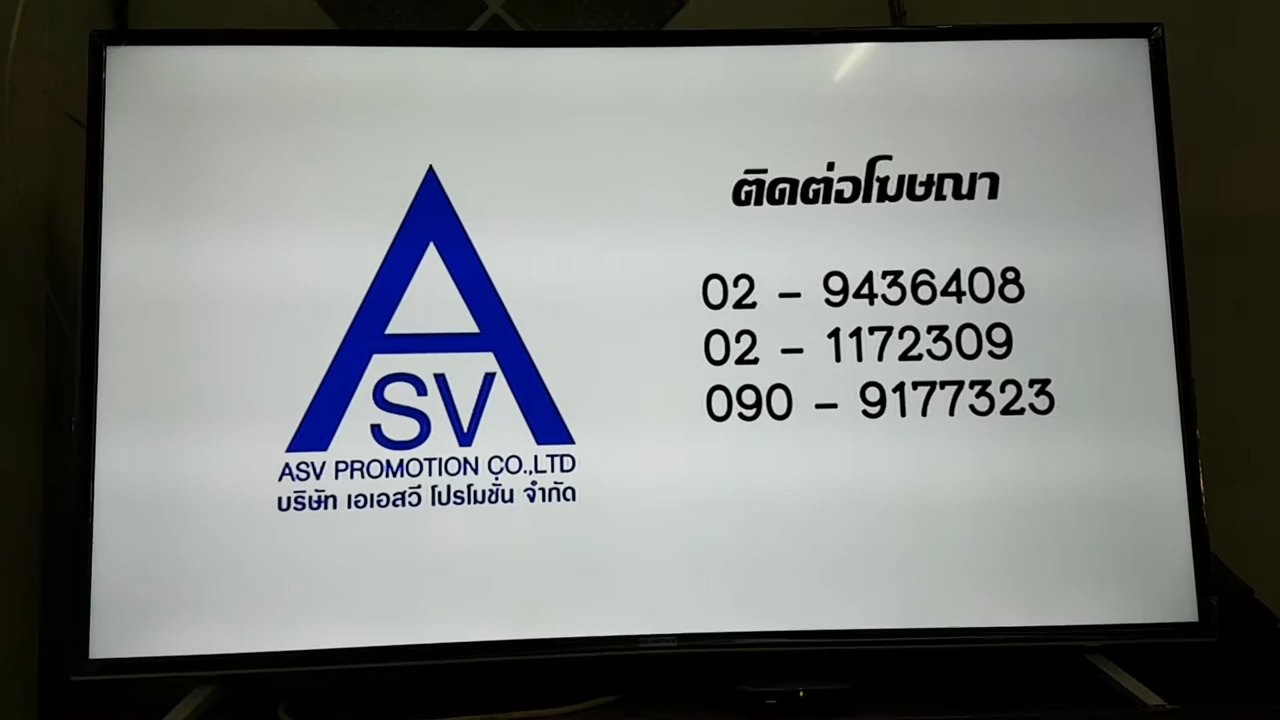 A
SV
ASV PROMOTION CO.,LTD
บริษัท เอเอสวี โปรโมชั่น จำกัด
ติดต่อโฆษณา
02 - 9436408
02 - 1172309
090 - 9177323